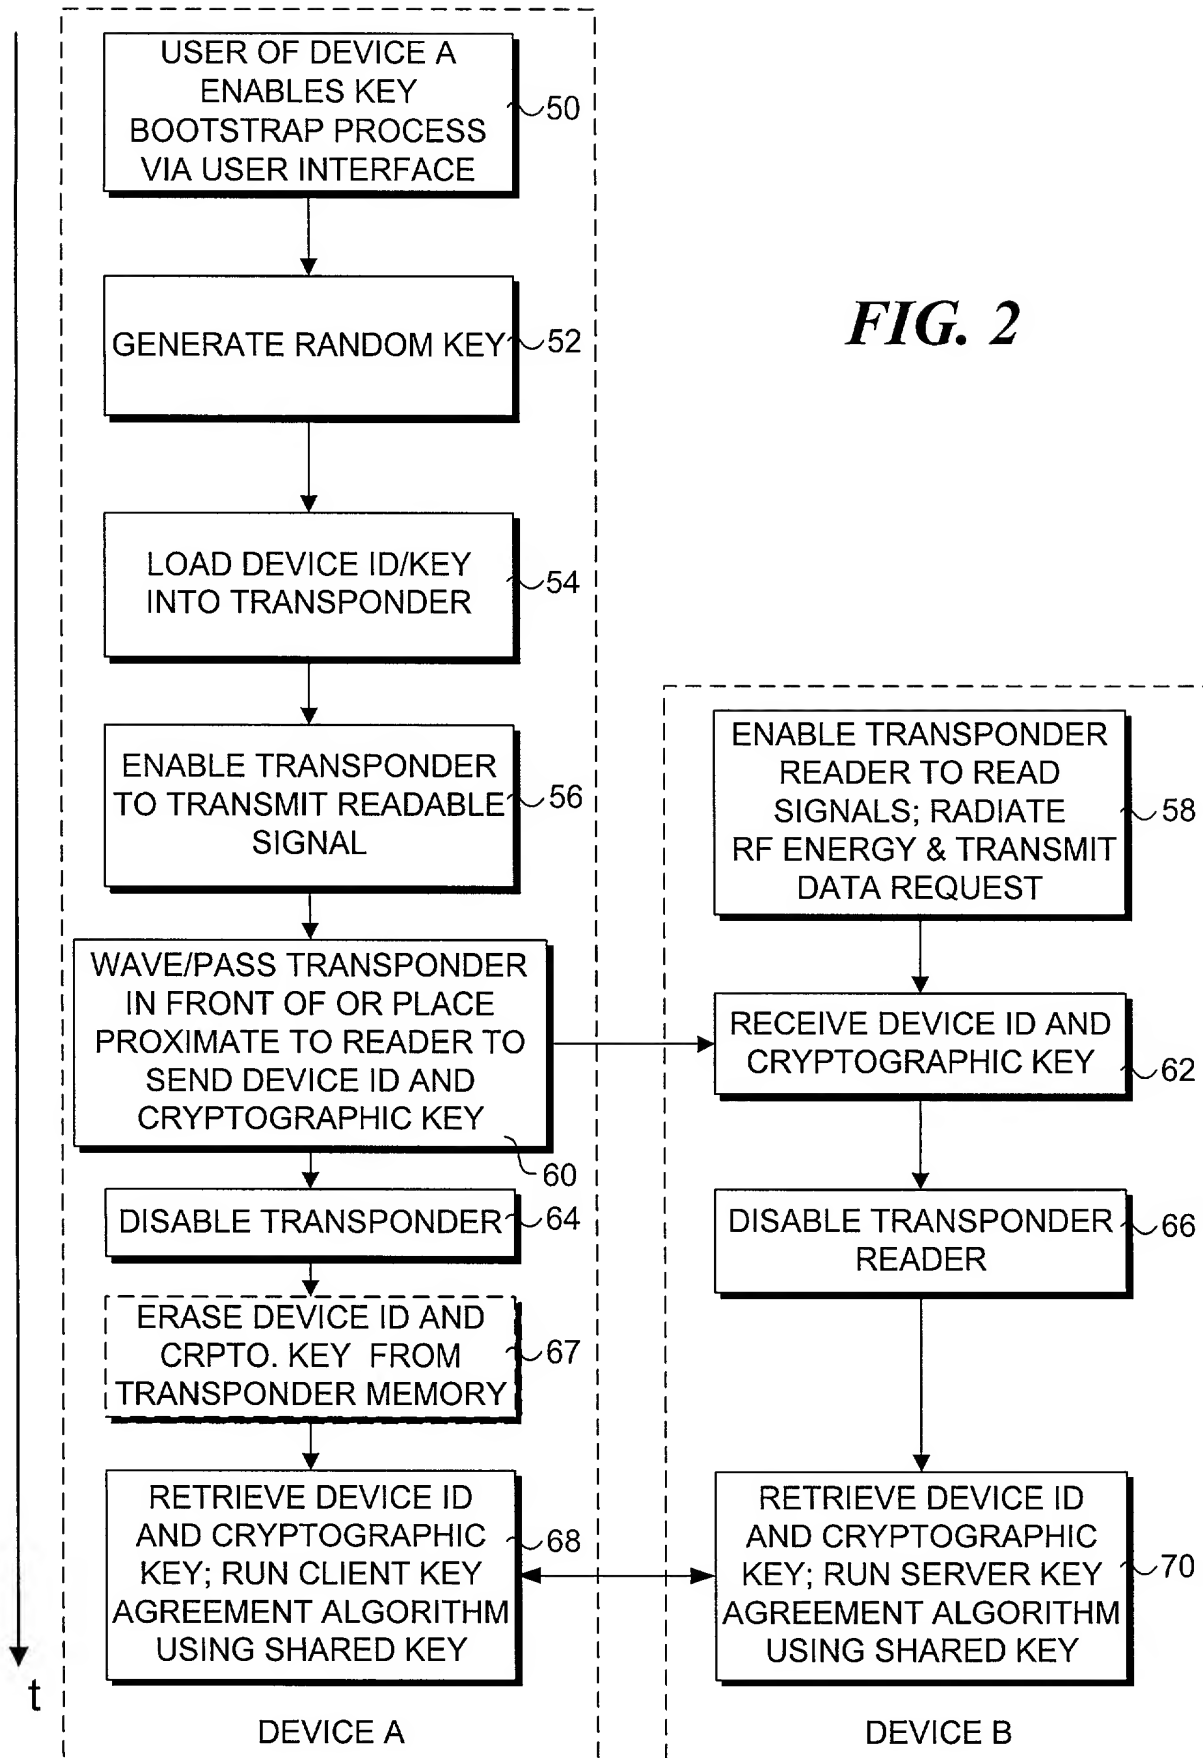 USER OF DEVICE A
ENABLES KEY
BOOTSTRAP PROCESS
VIA USER INTERFACE
50
GENERATE RANDOM KEY
52
FIG. 2
LOAD DEVICE ID/KEY
INTO TRANSPONDER
54
ENABLE TRANSPONDER
TO TRANSMIT READABLE
SIGNAL
56
ENABLE TRANSPONDER
READER TO READ
SIGNALS; RADIATE
RF ENERGY & TRANSMIT
DATA REQUEST
58
WAVE/PASS TRANSPONDER
IN FRONT OF OR PLACE
PROXIMATE TO READER TO
SEND DEVICE ID AND
CRYPTOGRAPHIC KEY
60
RECEIVE DEVICE ID AND
CRYPTOGRAPHIC KEY
62
DISABLE TRANSPONDER
64
DISABLE TRANSPONDER
READER
66
ERASE DEVICE ID AND
CRPTO. KEY FROM
TRANSPONDER MEMORY
67
RETRIEVE DEVICE ID
AND CRYPTOGRAPHIC
KEY; RUN CLIENT KEY
AGREEMENT ALGORITHM
USING SHARED KEY
68
RETRIEVE DEVICE ID
AND CRYPTOGRAPHIC
KEY; RUN SERVER KEY
AGREEMENT ALGORITHM
USING SHARED KEY
70
t
DEVICE A
DEVICE B